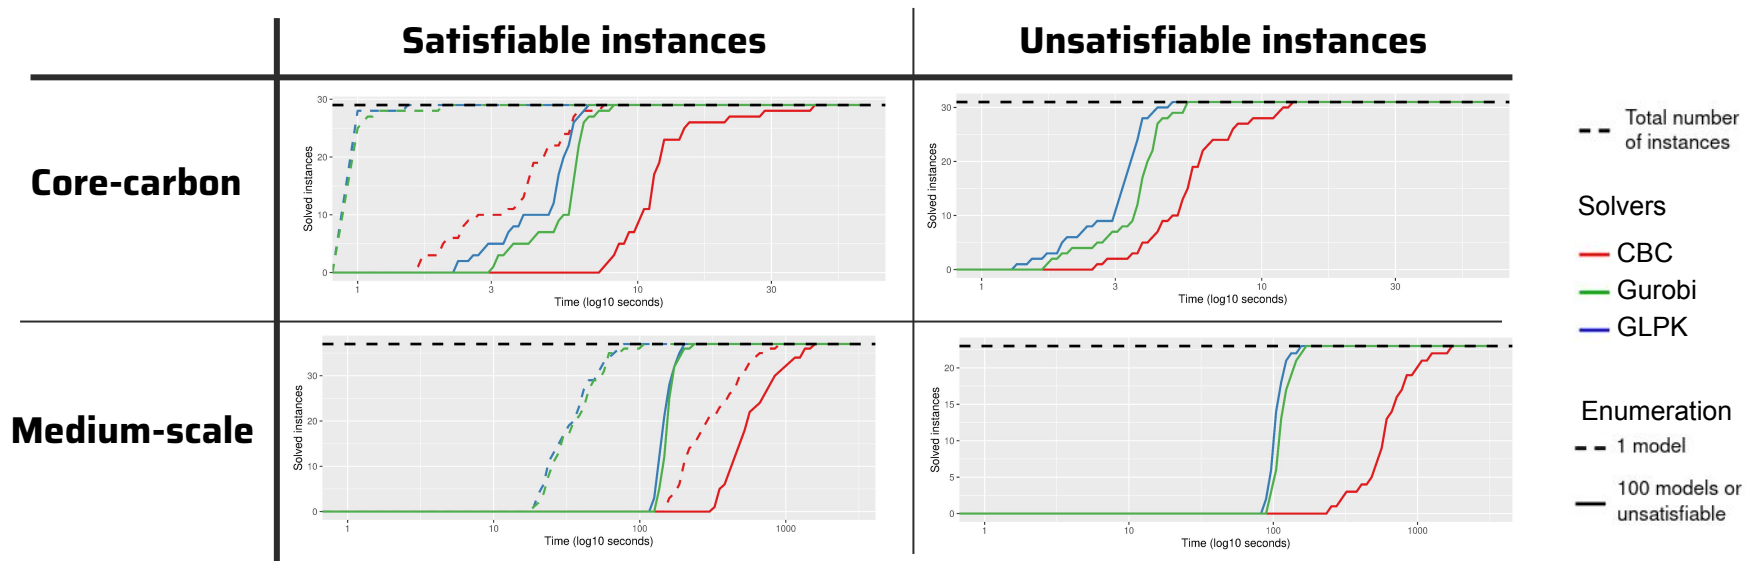 Satisfiable instances
Unsatisfiable instances
Core-carbon
Solved instances
30
20
10
0
1
3
10
30
Time (log10 seconds)
Solved instances
30
20
10
0
1
3
10
30
Time (log10 seconds)
Medium-scale
Solved instances
30
20
10
0
1
10
100
1000
Time (log10 seconds)
Solved instances
20
15
10
5
0
1
10
100
1000
Time (log10 seconds)
Total number
of instances
Solvers
CBC
Gurobi
GLPK
Enumeration
1 model
100 models or
unsatisfiable